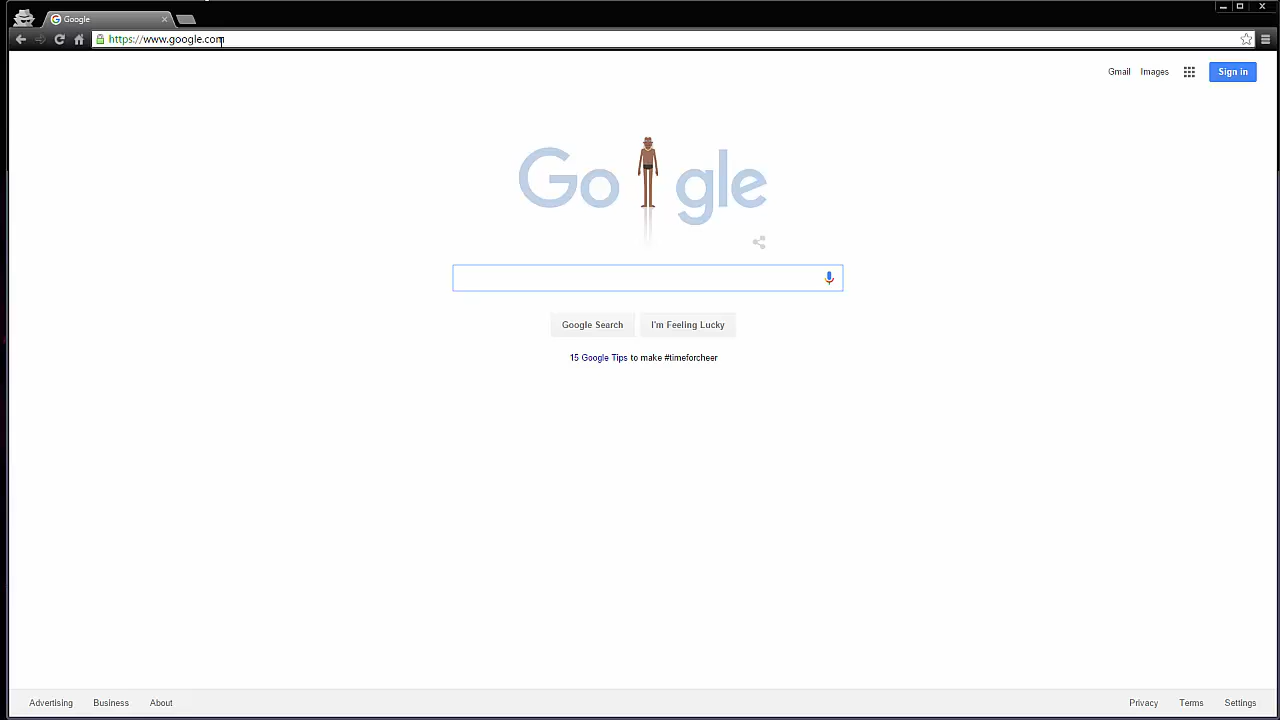 Google
https://www.google.com
Gmail Images Sign in
Go gle
Google Search I'm Feeling Lucky
15 Google Tips to make #timeforcheer
Advertising Business About Privacy Terms Settings